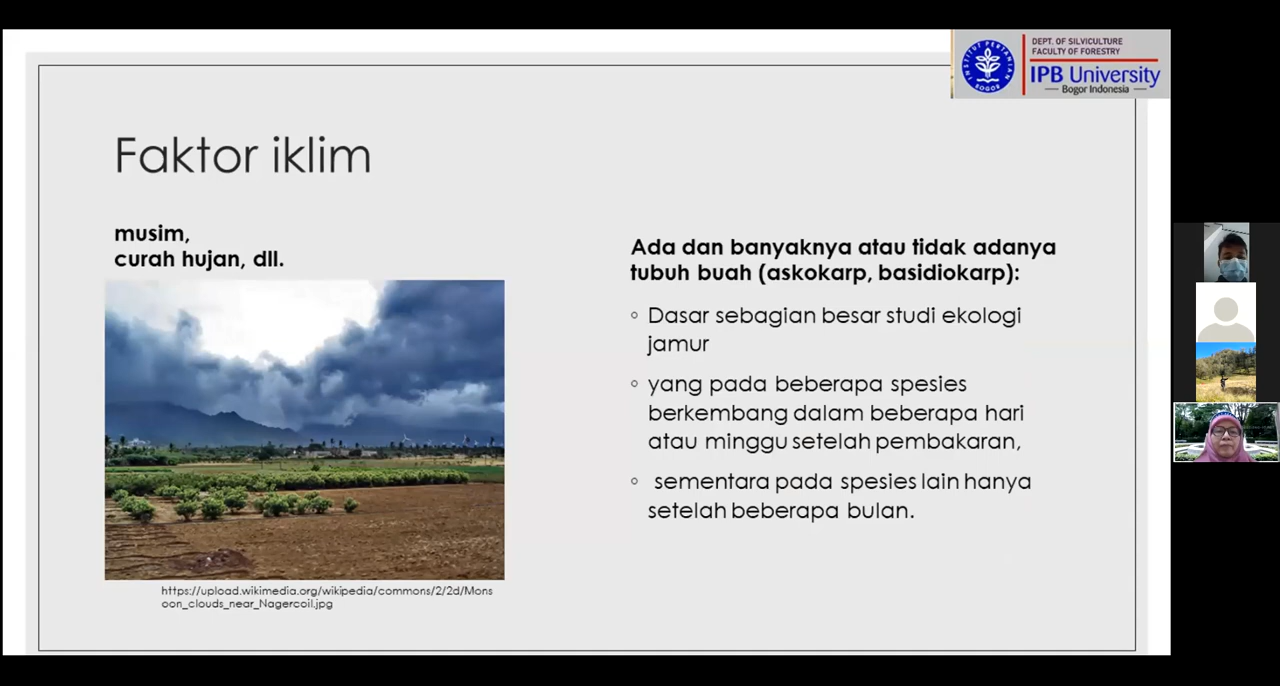 DEPT. OF SILVICULTURE
FACULTY OF FORESTRY
IPB University
Bogor Indonesia
INSTITUT PERTANIAN
BOGOR
Faktor iklim
musim,
curah hujan, dll.
https://upload.wikimedia.org/wikipedia/commons/2/2d/Mons
oon_clouds_near_Nagercoil.jpg
Ada dan banyaknya atau tidak adanya
tubuh buah (askokarp, basidiokarp):
◦ Dasar sebagian besar studi ekologi
jamur
◦ yang pada beberapa spesies
berkembang dalam beberapa hari
atau minggu setelah pembakaran,
◦ sementara pada spesies lain hanya
setelah beberapa bulan.